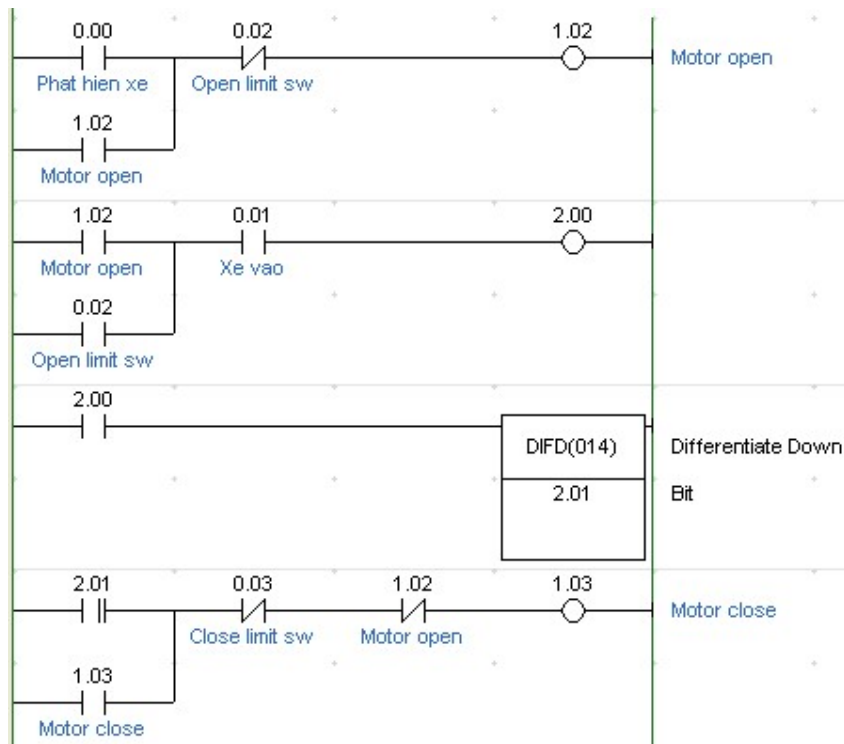 0.00 0.02 1.02
Motor open
Phat hien xe Open limit sw
1.02
Motor open
1.02 0.01 2.00
Motor open Xe vao
0.02
Open limit sw
2.00
DIFD(014) Differentiate Down
2.01 Bit
2.01 0.03 1.02 1.03
Motor close
Close limit sw Motor open
1.03
Motor close